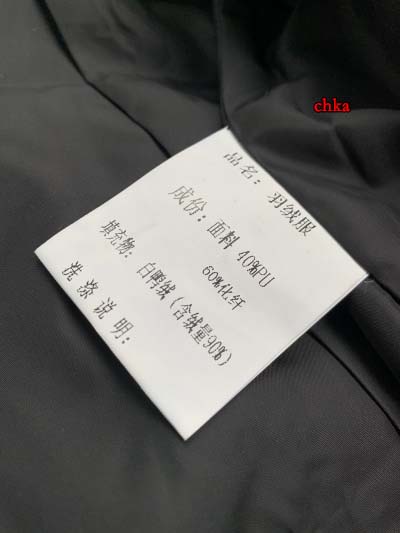 chka
品名：羽绒服
成份：面料 40%PU
60%化纤
填充物：白鸭绒（含绒量90%）
洗涤说明：